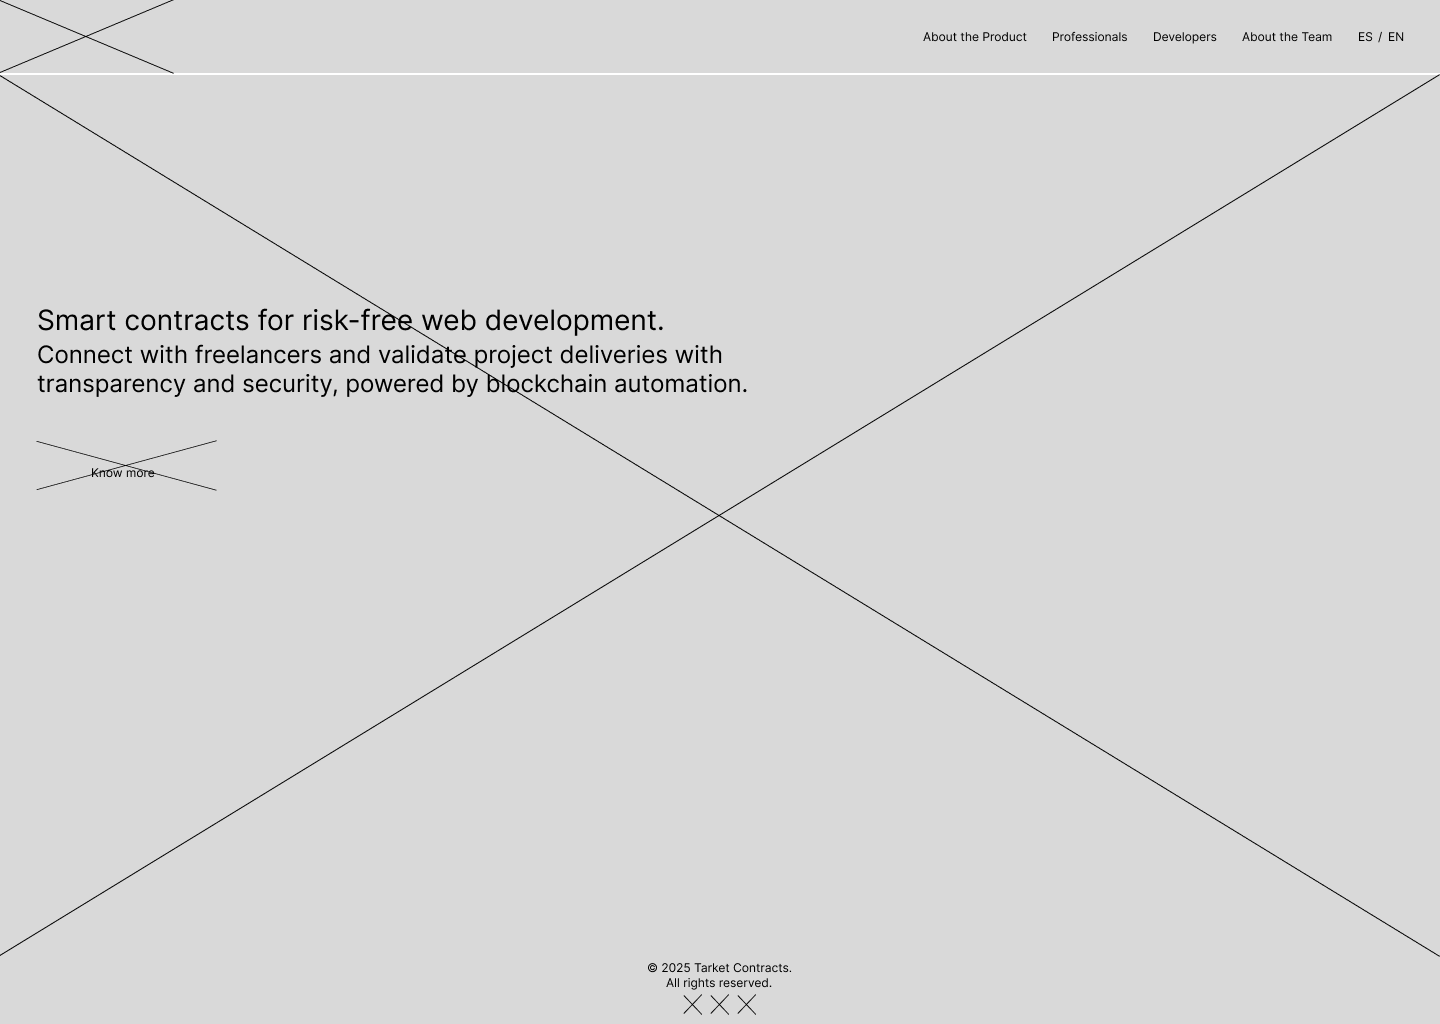 About the Product Professionals Developers About the Team ES / EN
Smart contracts for risk-free web development.
Connect with freelancers and validate project deliveries with
transparency and security, powered by blockchain automation.
Know more
© 2025 Tarket Contracts.
All rights reserved.